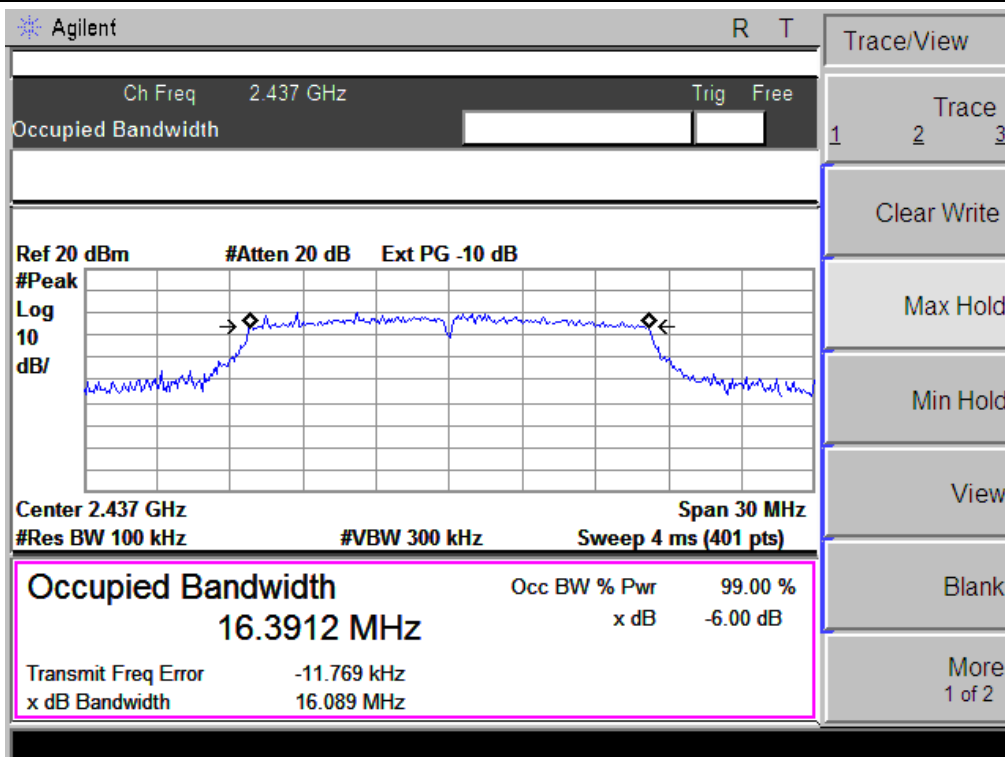 Agilent R T
Trace/View
Ch Freq 2.437 GHz Trig Free
Occupied Bandwidth
Trace
1 2 3
Clear Write
Ref 20 dBm #Atten 20 dB Ext PG -10 dB
#Peak
Log
10
dB/
Max Hold
Min Hold
View
Center 2.437 GHz Span 30 MHz
#Res BW 100 kHz #VBW 300 kHz Sweep 4 ms (401 pts)
Occupied Bandwidth Occ BW % Pwr 99.00 %
16.3912 MHz x dB -6.00 dB
Blank
Transmit Freq Error -11.769 kHz
x dB Bandwidth 16.089 MHz
More
1 of 2